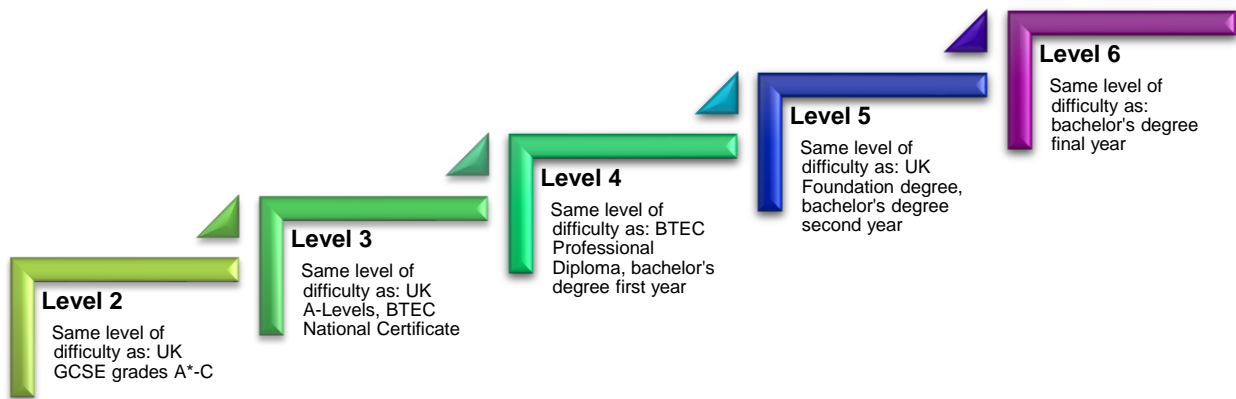 Level 2
Same level of
difficulty as: UK
GCSE grades A*-C
Level 3
Same level of
difficulty as: UK
A-Levels, BTEC
National Certificate
Level 4
Same level of
difficulty as: BTEC
Professional
Diploma, bachelor's
degree first year
Level 5
Same level of
difficulty as: UK
Foundation degree,
bachelor's degree
second year
Level 6
Same level of
difficulty as:
bachelor's degree
final year